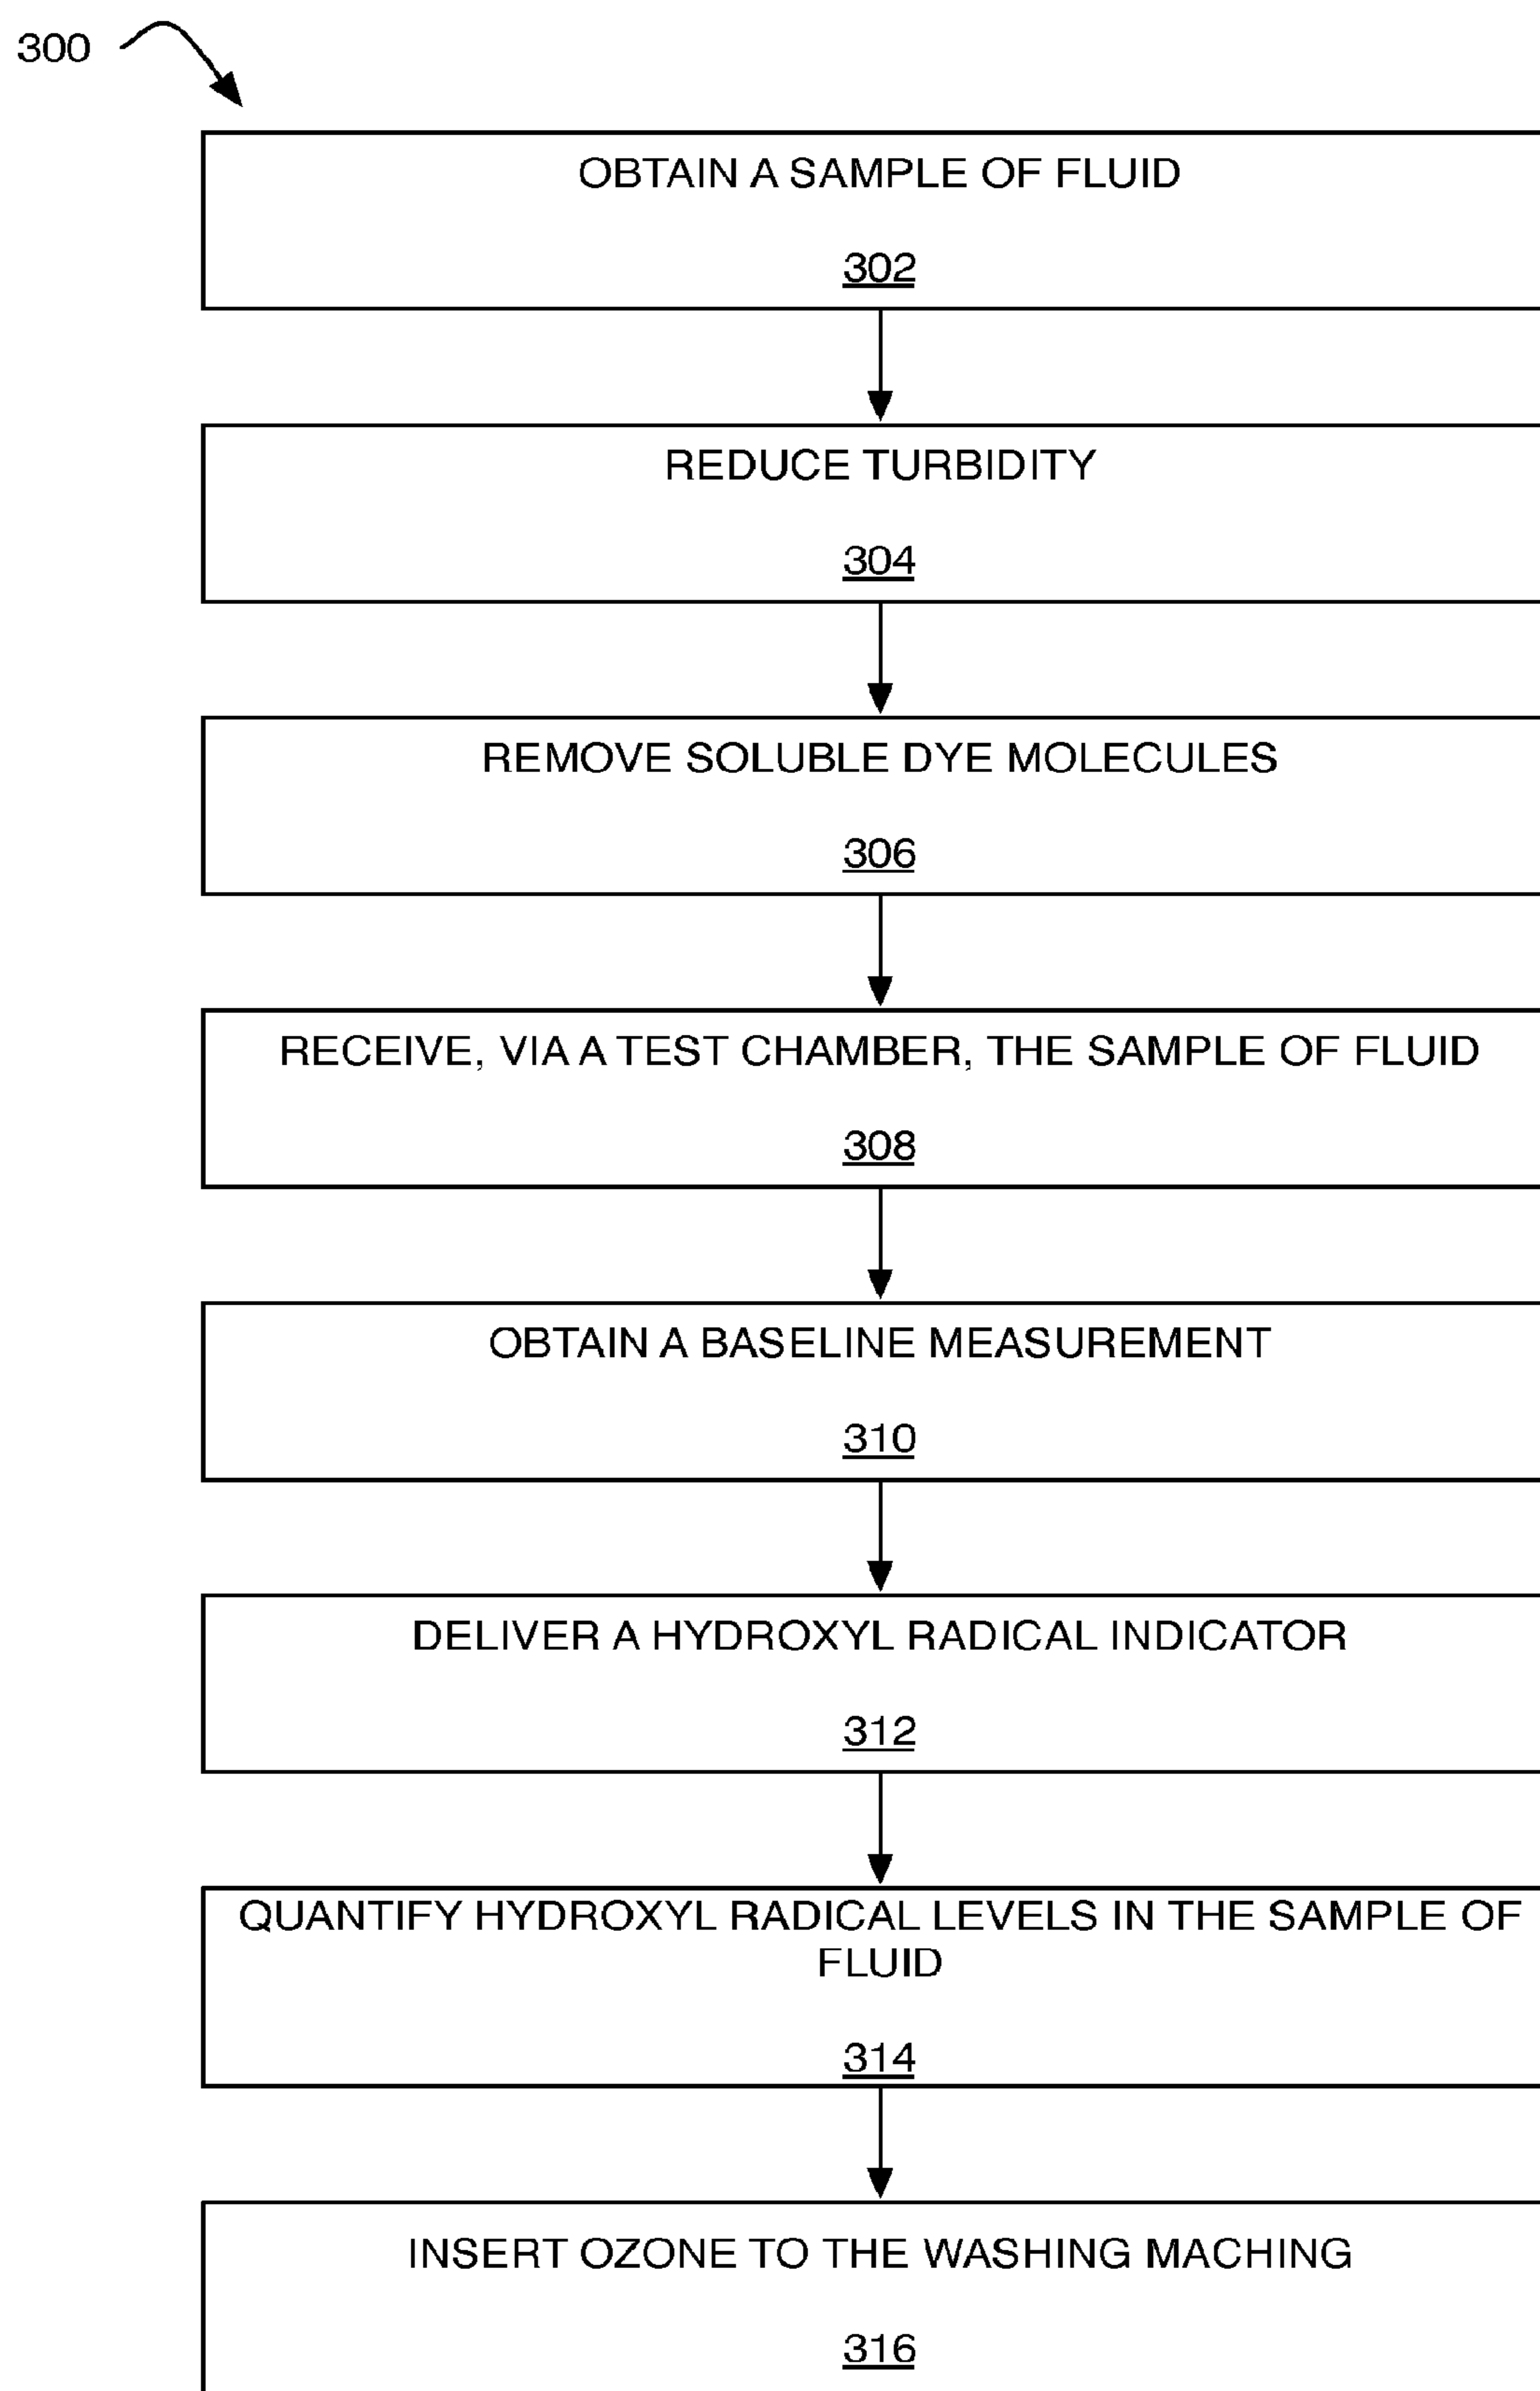 300
OBTAIN A SAMPLE OF FLUID
302
REDUCE TURBIDITY
304
REMOVE SOLUBLE DYE MOLECULES
306
RECEIVE, VIA A TEST CHAMBER, THE SAMPLE OF FLUID
308
OBTAIN A BASELINE MEASUREMENT
310
DELIVER A HYDROXYL RADICAL INDICATOR
312
QUANTIFY HYDROXYL RADICAL LEVELS IN THE SAMPLE OF
FLUID
314
INSERT OZONE TO THE WASHING MACHING
316